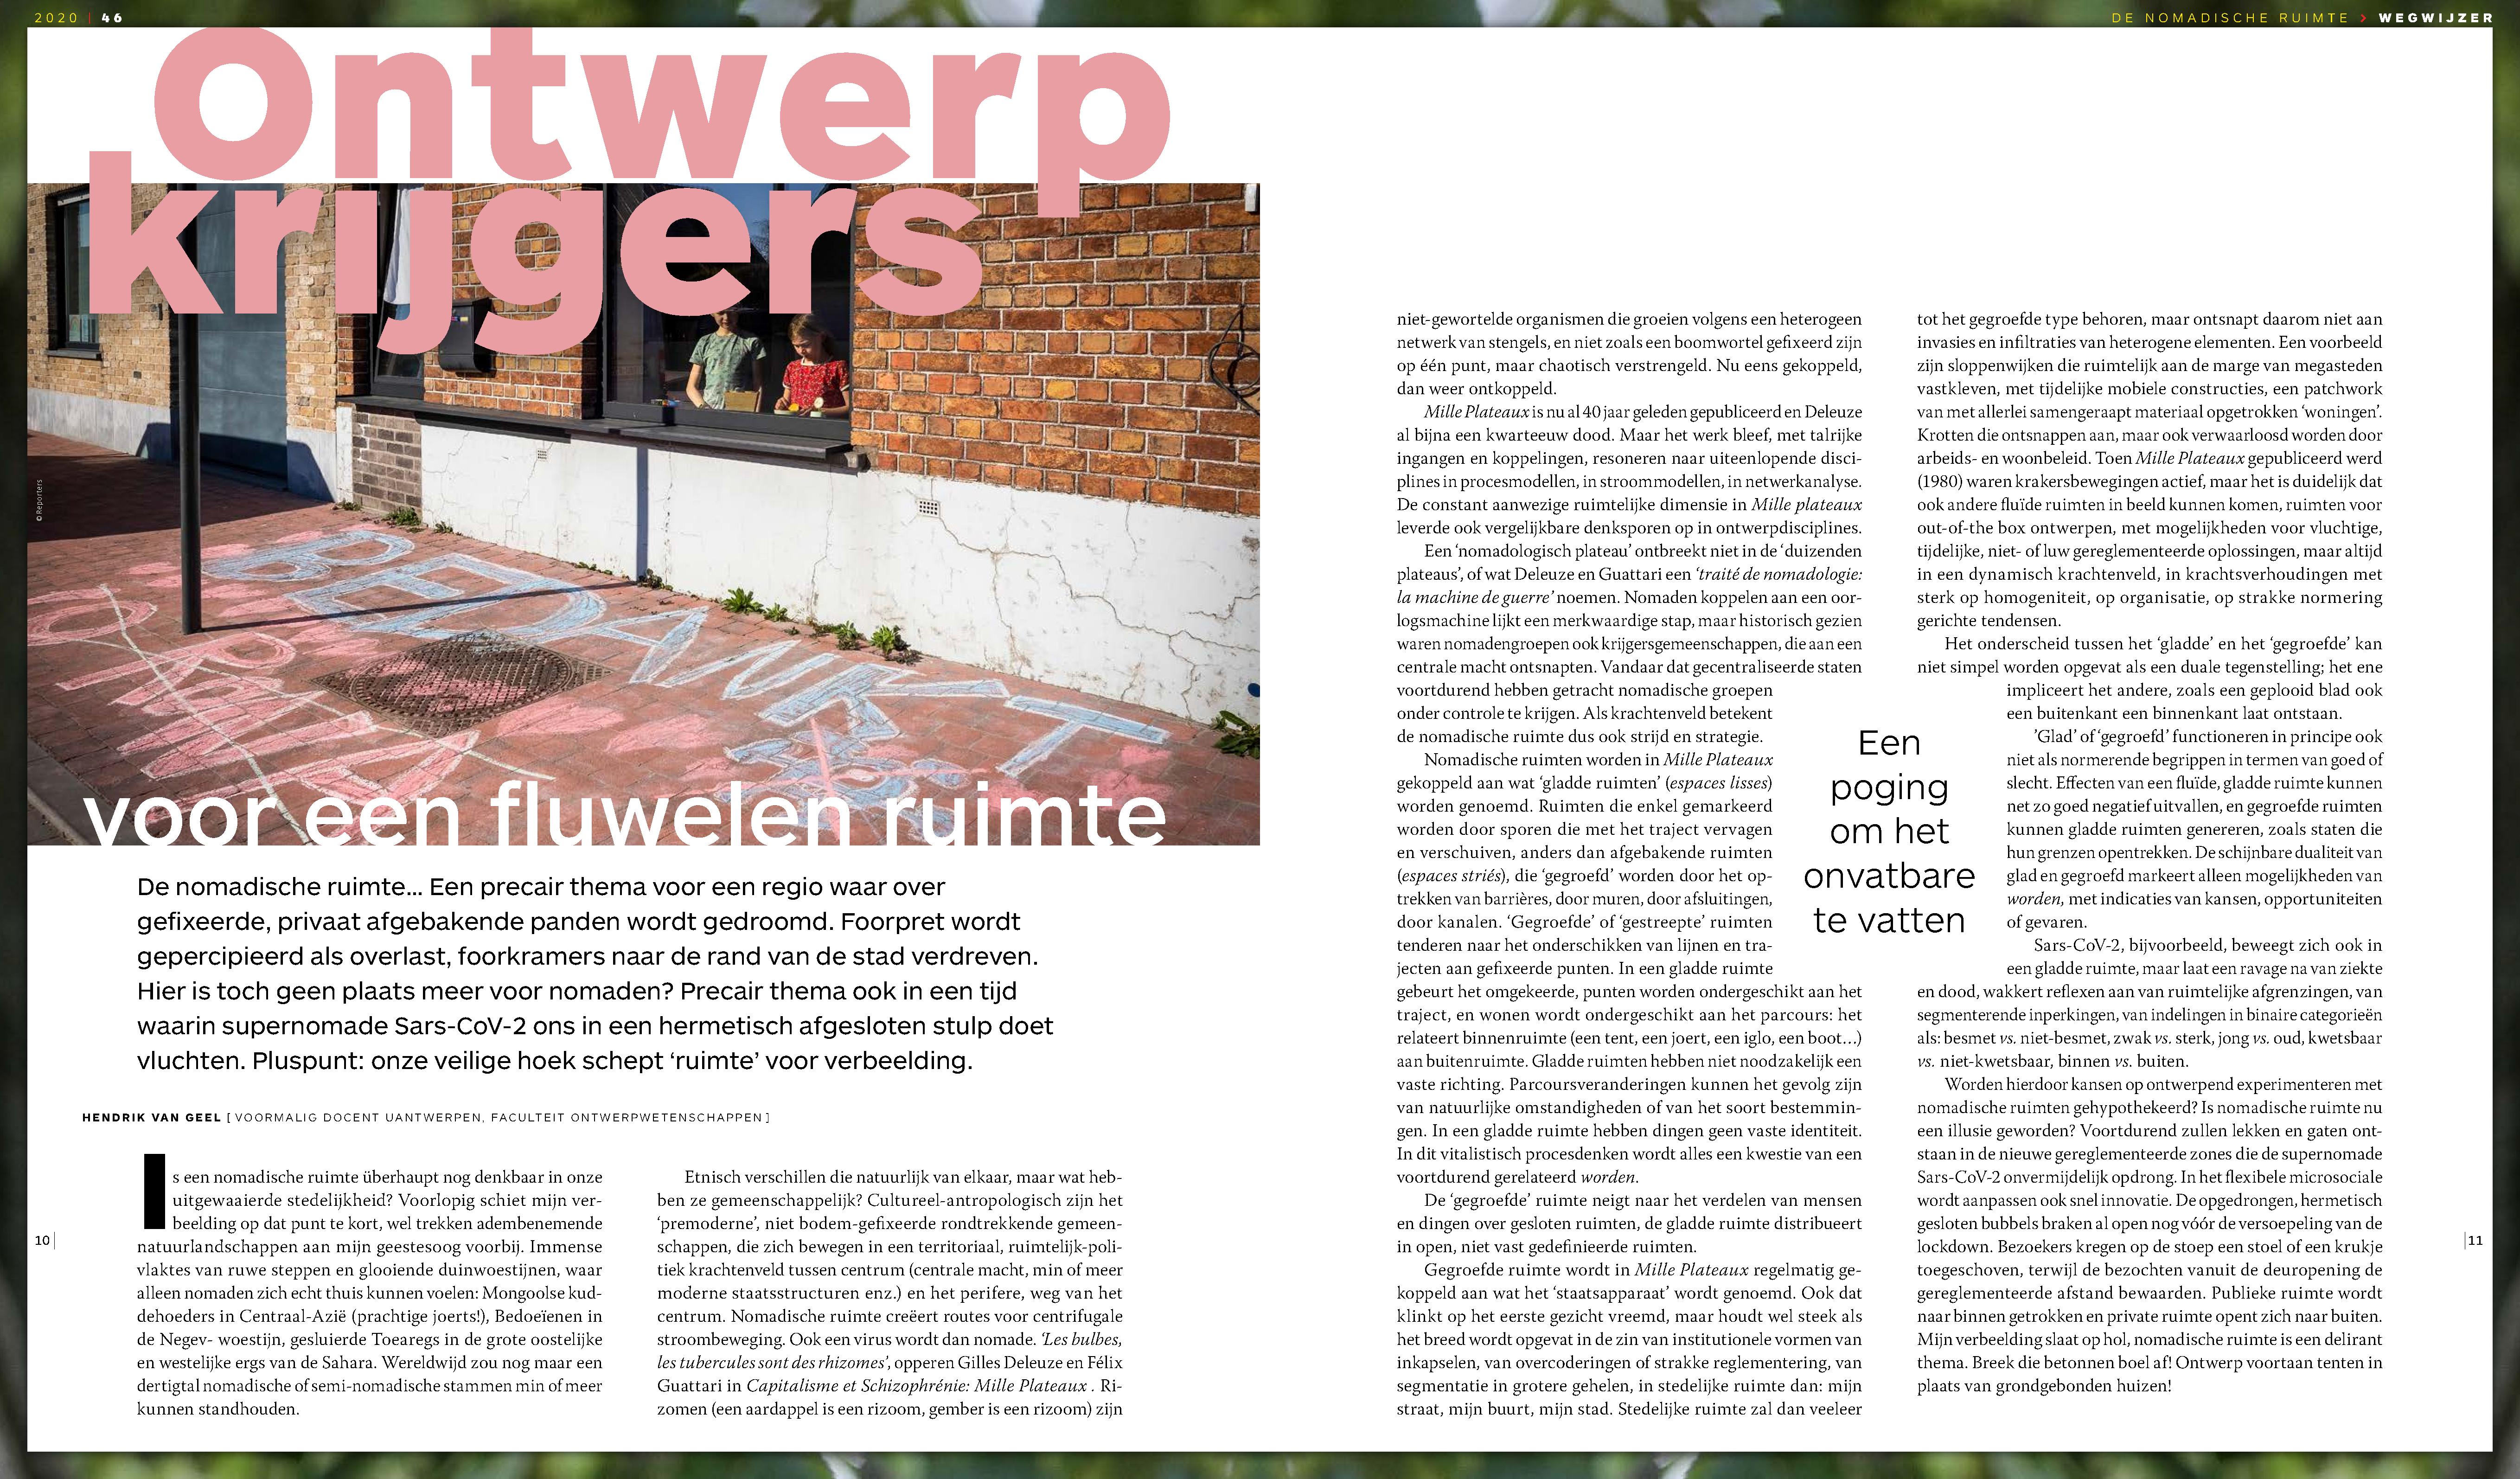 2020 | 46
DE NOMADISCHE RUIMTE > WEGWIJZER
Ontwerp
krijgers
© Reporters
BEDANKT
voor een fluwelen ruimte
De nomadische ruimte... Een precair thema voor een regio waar over
gefixeerde, privaat afgebakende panden wordt gedroomd. Foorpret wordt
gepercipieerd als overlast, foorkramers naar de rand van de stad verdreven.
Hier is toch geen plaats meer voor nomaden? Precair thema ook in een tijd
waarin supernomade Sars-CoV-2 ons in een hermetisch afgesloten stulp doet
vluchten. Pluspunt: onze veilige hoek schept ‘ruimte’ voor verbeelding.
HENDRIK VAN GEEL [ VOORMALIG DOCENT UANTWERPEN, FACULTEIT ONTWERPWETENSCHAPPEN ]
Is een nomadische ruimte überhaupt nog denkbaar in onze
uitgewaaierde stedelijkheid? Voorlopig schiet mijn ver-
beelding op dat punt te kort, wel trekken adembenemende
natuurlandschappen aan mijn geestesoog voorbij. Immense
vlaktes van ruwe steppen en glooiende duinwoestijnen, waar
alleen nomaden zich echt thuis kunnen voelen: Mongoolse kud-
dehoeders in Centraal-Azië (prachtige joerts!), Bedoeïenen in
de Negev- woestijn, gesluierde Toearegs in de grote oostelijke
en westelijke ergs van de Sahara. Wereldwijd zou nog maar een
dertigtal nomadische of semi-nomadische stammen min of meer
kunnen standhouden.
Etnisch verschillen die natuurlijk van elkaar, maar wat heb-
ben ze gemeenschappelijk? Cultureel-antropologisch zijn het
‘premoderne’, niet bodem-gefixeerde rondtrekkende gemeen-
schappen, die zich bewegen in een territoriaal, ruimtelijk-poli-
tiek krachtenveld tussen centrum (centrale macht, min of meer
moderne staatsstructuren enz.) en het perifere, weg van het
centrum. Nomadische ruimte creëert routes voor centrifugale
stroombeweging. Ook een virus wordt dan nomade. ‘Les bulbes,
les tubercules sont des rhizomes’, opperen Gilles Deleuze en Félix
Guattari in Capitalisme et Schizophrénie: Mille Plateaux . Ri-
zomen (een aardappel is een rizoom, gember is een rizoom) zijn
10
niet-gewortelde organismen die groeien volgens een heterogeen
netwerk van stengels, en niet zoals een boomwortel gefixeerd zijn
op één punt, maar chaotisch verstrengeld. Nu eens gekoppeld,
dan weer ontkoppeld.
Mille Plateaux is nu al 40 jaar geleden gepubliceerd en Deleuze
al bijna een kwarteeuw dood. Maar het werk bleef, met talrijke
ingangen en koppelingen, resoneren naar uiteenlopende disci-
plines in procesmodellen, in stroommodellen, in netwerkanalyse.
De constant aanwezige ruimtelijke dimensie in Mille plateaux
leverde ook vergelijkbare denksporen op in ontwerpdisciplines.
Een ‘nomadologisch plateau’ ontbreekt niet in de ‘duizenden
plateaus’, of wat Deleuze en Guattari een ‘traité de nomadologie:
la machine de guerre’ noemen. Nomaden koppelen aan een oor-
logsmachine lijkt een merkwaardige stap, maar historisch gezien
waren nomadengroepen ook krijgersgemeenschappen, die aan een
centrale macht ontsnapten. Vandaar dat gecentraliseerde staten
voortdurend hebben getracht nomadische groepen
onder controle te krijgen. Als krachtenveld betekent
de nomadische ruimte dus ook strijd en strategie.
Nomadische ruimten worden in Mille Plateaux
gekoppeld aan wat ‘gladde ruimten’ (espaces lisses)
worden genoemd. Ruimten die enkel gemarkeerd
worden door sporen die met het traject vervagen
en verschuiven, anders dan afgebakende ruimten
(espaces striés), die ‘gegroefd’ worden door het op-
trekken van barrières, door muren, door afsluitingen,
door kanalen. ‘Gegroefde’ of ‘gestreepte’ ruimten
tenderen naar het onderschikken van lijnen en tra-
jecten aan gefixeerde punten. In een gladde ruimte
gebeurt het omgekeerde, punten worden ondergeschikt aan het
traject, en wonen wordt ondergeschikt aan het parcours: het
relateert binnenruimte (een tent, een joert, een iglo, een boot...)
aan buitenruimte. Gladde ruimten hebben niet noodzakelijk een
vaste richting. Parcoursveranderingen kunnen het gevolg zijn
van natuurlijke omstandigheden of van het soort bestemmin-
gen. In een gladde ruimte hebben dingen geen vaste identiteit.
In dit vitalistisch procesdenken wordt alles een kwestie van een
voortdurend gerelateerd worden.
De ‘gegroefde’ ruimte neigt naar het verdelen van mensen
en dingen over gesloten ruimten, de gladde ruimte distribueert
in open, niet vast gedefinieerde ruimten.
Gegroefde ruimte wordt in Mille Plateaux regelmatig ge-
koppeld aan wat het ‘staatsapparaat’ wordt genoemd. Ook dat
klinkt op het eerste gezicht vreemd, maar houdt wel steek als
het breed wordt opgevat in de zin van institutionele vormen van
inkapselen, van overcoderingen of strakke reglementering, van
segmentatie in grotere gehelen, in stedelijke ruimte dan: mijn
straat, mijn buurt, mijn stad. Stedelijke ruimte zal dan veeleer
Een
poging
om het
onvatbare
te vatten
tot het gegroefde type behoren, maar ontsnapt daarom niet aan
invasies en infiltraties van heterogene elementen. Een voorbeeld
zijn sloppenwijken die ruimtelijk aan de marge van megasteden
vastkleven, met tijdelijke mobiele constructies, een patchwork
van met allerlei samengeraapt materiaal opgetrokken ‘woningen’.
Krotten die ontsnappen aan, maar ook verwaarloosd worden door
arbeids- en woonbeleid. Toen Mille Plateaux gepubliceerd werd
(1980) waren krakersbewegingen actief, maar het is duidelijk dat
ook andere fluïde ruimten in beeld kunnen komen, ruimten voor
out-of-the box ontwerpen, met mogelijkheden voor vluchtige,
tijdelijke, niet- of luw gereglementeerde oplossingen, maar altijd
in een dynamisch krachtenveld, in krachtsverhoudingen met
sterk op homogeniteit, op organisatie, op strakke normering
gerichte tendensen.
Het onderscheid tussen het ‘gladde’ en het ‘gegroefde’ kan
niet simpel worden opgevat als een duale tegenstelling; het ene
impliceert het andere, zoals een geplooid blad ook
een buitenkant een binnenkant laat ontstaan.
’Glad’ of ‘gegroefd’ functioneren in principe ook
niet als normerende begrippen in termen van goed of
slecht. Effecten van een fluïde, gladde ruimte kunnen
net zo goed negatief uitvallen, en gegroefde ruimten
kunnen gladde ruimten genereren, zoals staten die
hun grenzen opentrekken. De schijnbare dualiteit van
glad en gegroefd markeert alleen mogelijkheden van
worden, met indicaties van kansen, opportuniteiten
of gevaren.
Sars-CoV-2, bijvoorbeeld, beweegt zich ook in
een gladde ruimte, maar laat een ravage na van ziekte
en dood, wakkert reflexen aan van ruimtelijke afgrenzingen, van
segmenterende inperkingen, van indelingen in binaire categorieën
als: besmet vs. niet-besmet, zwak vs. sterk, jong vs. oud, kwetsbaar
vs. niet-kwetsbaar, binnen vs. buiten.
Worden hierdoor kansen op ontwerpend experimenteren met
nomadische ruimten gehypothekeerd? Is nomadische ruimte nu
een illusie geworden? Voortdurend zullen lekken en gaten ont-
staan in de nieuwe gereglementeerde zones die de supernomade
Sars-CoV-2 onvermijdelijk opdrong. In het flexibele microsociale
wordt aanpassen ook snel innovatie. De opgedrongen, hermetisch
gesloten bubbels braken al open nog vóór de versoepeling van de
lockdown. Bezoekers kregen op de stoep een stoel of een krukje
toegeschoven, terwijl de bezochten vanuit de deuropening de
gereglementeerde afstand bewaarden. Publieke ruimte wordt
naar binnen getrokken en private ruimte opent zich naar buiten.
Mijn verbeelding slaat op hol, nomadische ruimte is een delirant
thema. Breek die betonnen boel af! Ontwerp voortaan tenten in
plaats van grondgebonden huizen!
11